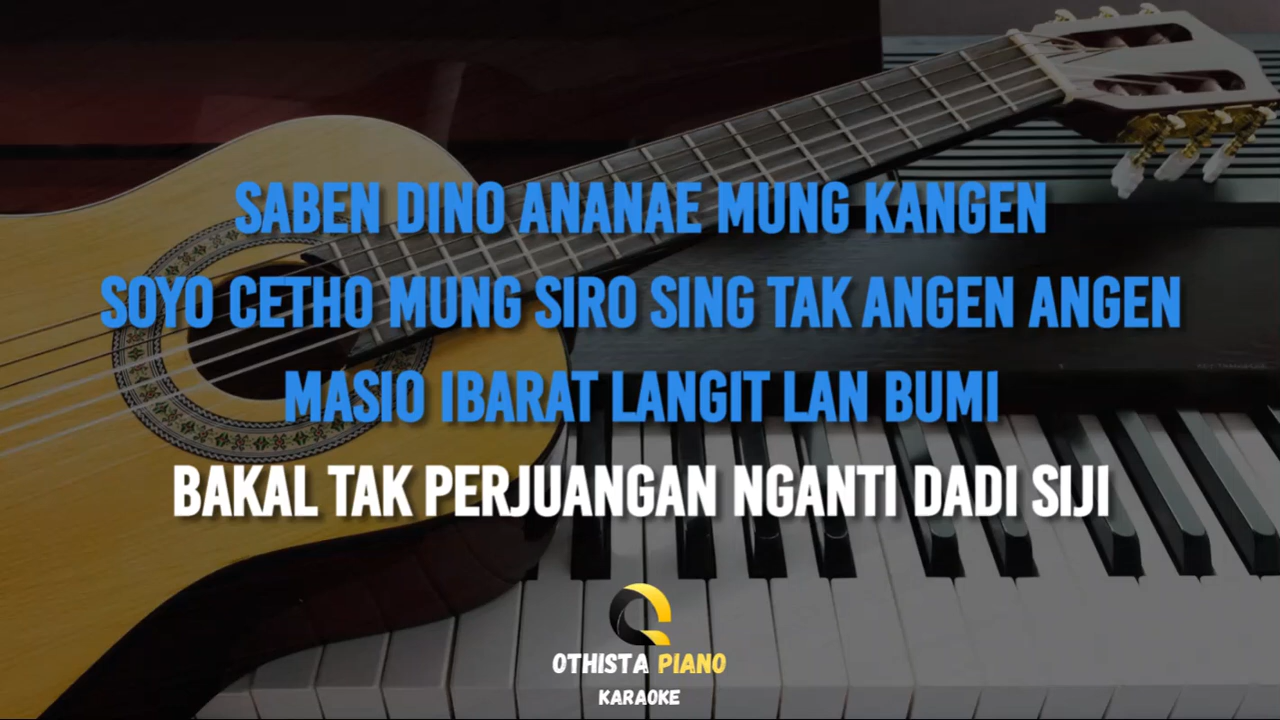 SABEN DINO ANANAE MUNG KANGEN
SOYO CETHO MUNG SIRO SING TAK ANGEN ANGEN
MASIO IBARAT LANGIT LAN BUMI
BAKAL TAK PERJUANGAN NGANTI DADI SIJI
OTHISTA PIANO
KARAOKE